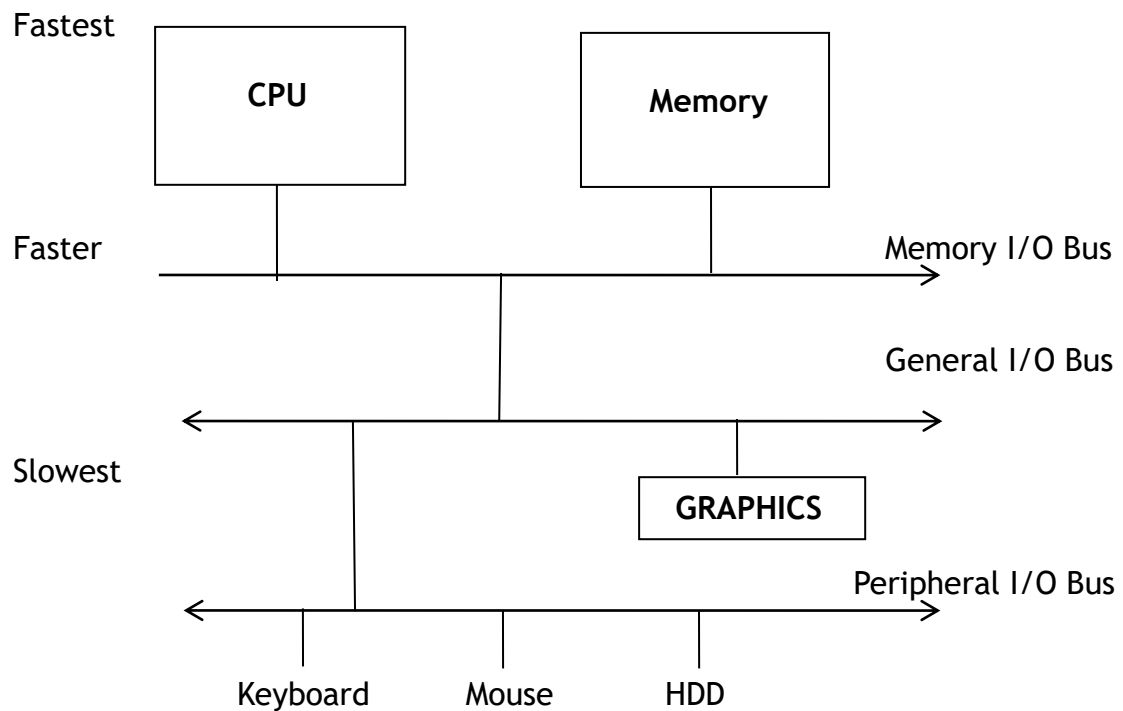 Fastest
CPU
Memory
Faster
Memory I/O Bus
General I/O Bus
Slowest
GRAPHICS
Peripheral I/O Bus
Keyboard
Mouse
HDD